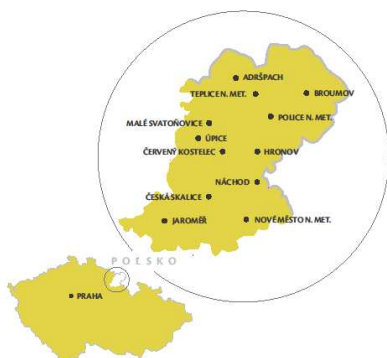 ADRŠPACH
TEPLICE N. MET.
BROUMOV
POLICE N. MET.
MALÉ SVATOŇOVICE
ÚPICE
ČERVENÝ KOSTELEC
HRONOV
NÁCHOD
ČESKÁ SKALICE
JAROMĚŘ
NOVÉ MĚSTO N. MET.
POĽSKO
PRAHA